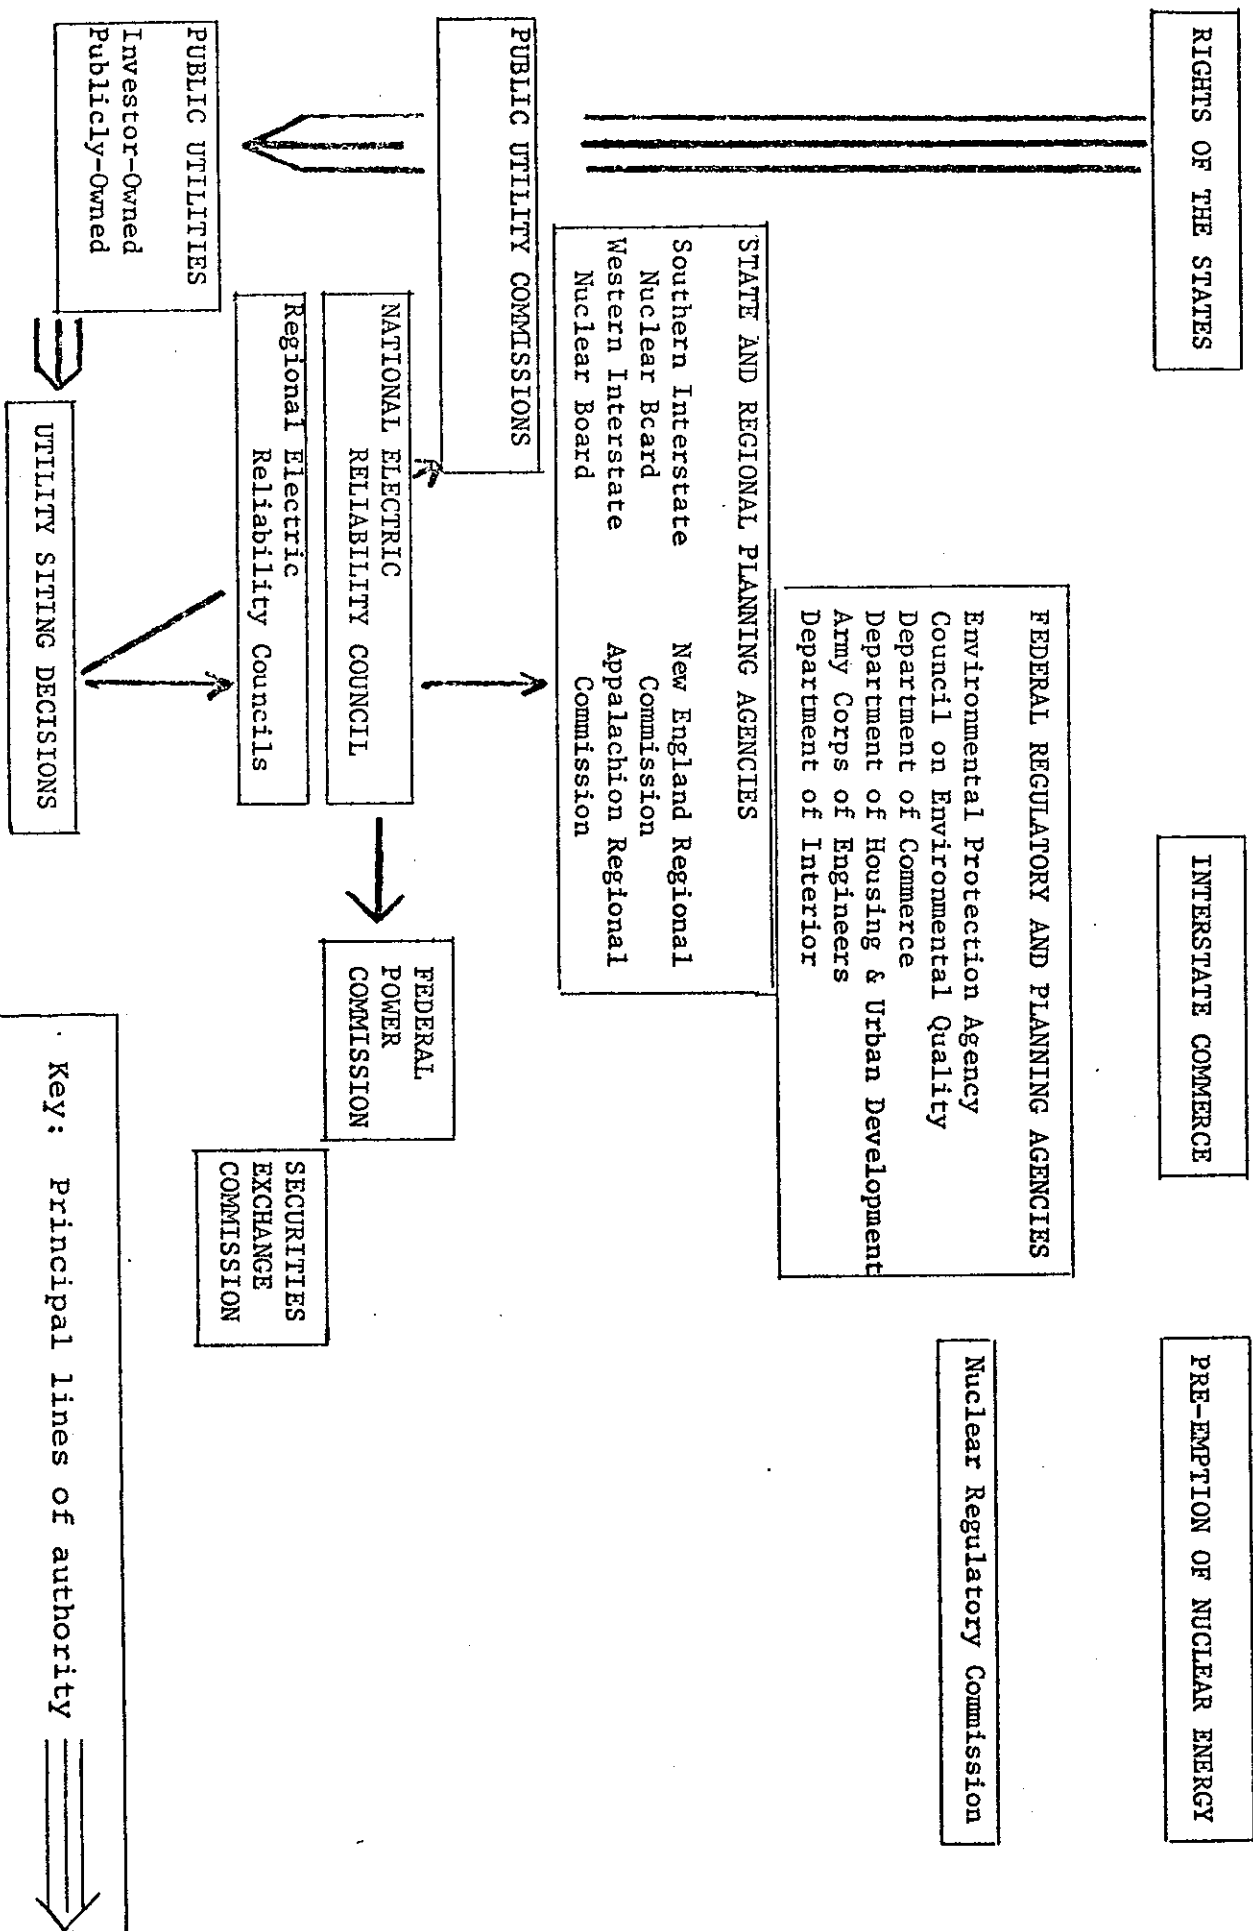 RIGHTS OF THE STATES
INTERSTATE COMMERCE
PRE-EMPTION OF NUCLEAR ENERGY
FEDERAL REGULATORY AND PLANNING AGENCIES
Environmental Protection Agency
Council on Environmental Quality
Department of Commerce
Department of Housing & Urban Development
Army Corps of Engineers
Department of Interior
Nuclear Regulatory Commission
STATE AND REGIONAL PLANNING AGENCIES
Southern Interstate
Nuclear Bcard
Western Interstate
Nuclear Board
New England Regional
Commission
Appalachion Regional
Commission
PUBLIC UTILITY COMMISSIONS
NATIONAL ELECTRIC
RELIABILITY COUNCIL
Regional Electric
Reliability Councils
FEDERAL
POWER
COMMISSION
SECURITIES
EXCHANGE
COMMISSION
PUBLIC UTILITIES
Investor-Owned
Publicly-Owned
UTILITY SITING DECISIONS
Key: Principal lines of authority